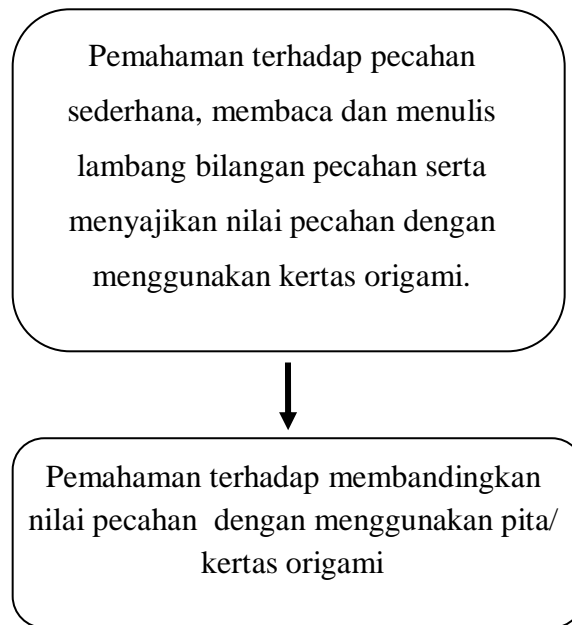 Pemahaman terhadap pecahan
sederhana, membaca dan menulis
lambang bilangan pecahan serta
menyajikan nilai pecahan dengan
menggunakan kertas origami.
Pemahaman terhadap membandingkan
nilai pecahan dengan menggunakan pita/
kertas origami